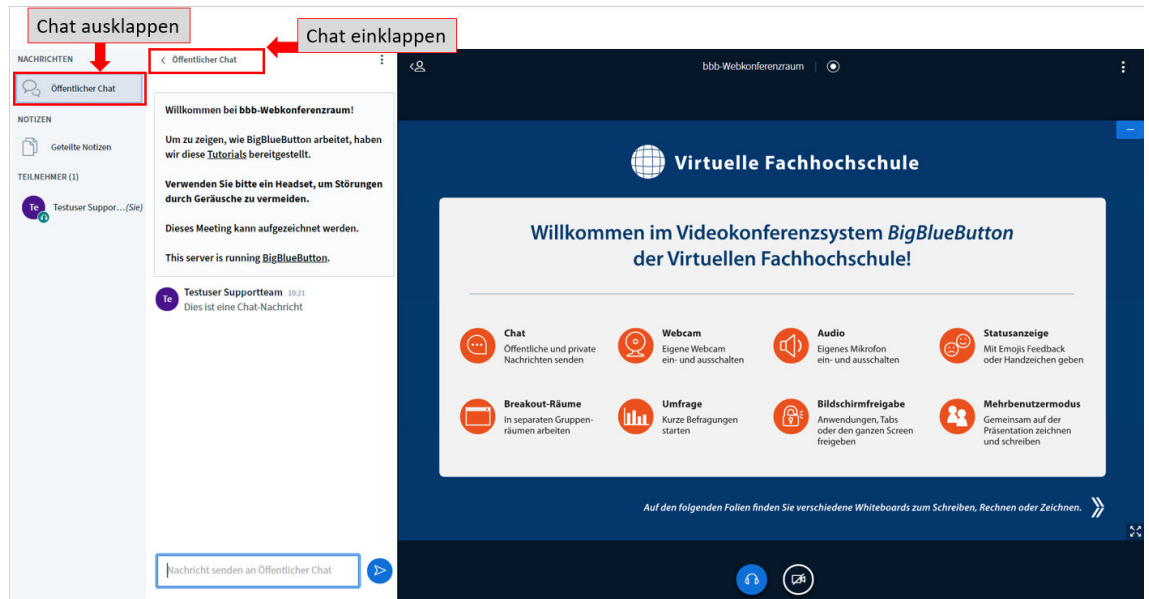 Chat ausklappen
Chat einklappen
NACHRICHTEN
Öffentlicher Chat
NOTIZEN
Geteilte Notizen
TEILNEHMER (1)
Te
Testuser Suppor...(Sie)
Öffentlicher Chat
Willkommen bei bbb-Webkonferenzraum!
Um zu zeigen, wie BigBlueButton arbeitet, haben
wir diese Tutorials bereitgestellt.
Verwenden Sie bitte ein Headset, um Störungen
durch Geräusche zu vermeiden.
Dieses Meeting kann aufgezeichnet werden.
This server is running BigBlueButton.
Te
Testuser Supportteam 10:21
Dies ist eine Chat-Nachricht
Nachricht senden an Öffentlicher Chat
bbb-Webkonferenzraum
Virtuelle Fachhochschule
Willkommen im Videokonferenzsystem BigBlueButton
der Virtuellen Fachhochschule!
Chat
Öffentliche und private
Nachrichten senden
Webcam
Eigene Webcam
ein- und ausschalten
Audio
Eigenes Mikrofon
ein- und ausschalten
Statusanzeige
Mit Emojis Feedback
oder Handzeichen geben
Breakout-Räume
In separaten Gruppen-
räumen arbeiten
Umfrage
Kurze Befragungen
starten
Bildschirmfreigabe
Anwendungen, Tabs
oder den ganzen Screen
freigeben
Mehrbenutzermodus
Gemeinsam auf der
Präsentation zeichnen
und schreiben
Auf den folgenden Folien finden Sie verschiedene Whiteboards zum Schreiben, Rechnen oder Zeichnen.